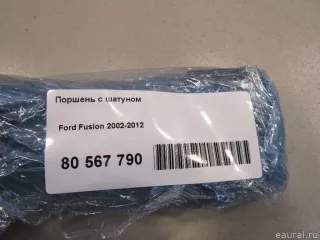 Поршень с шатуном
Ford Fusion 2002-2012
80 567 790
eaural.ru